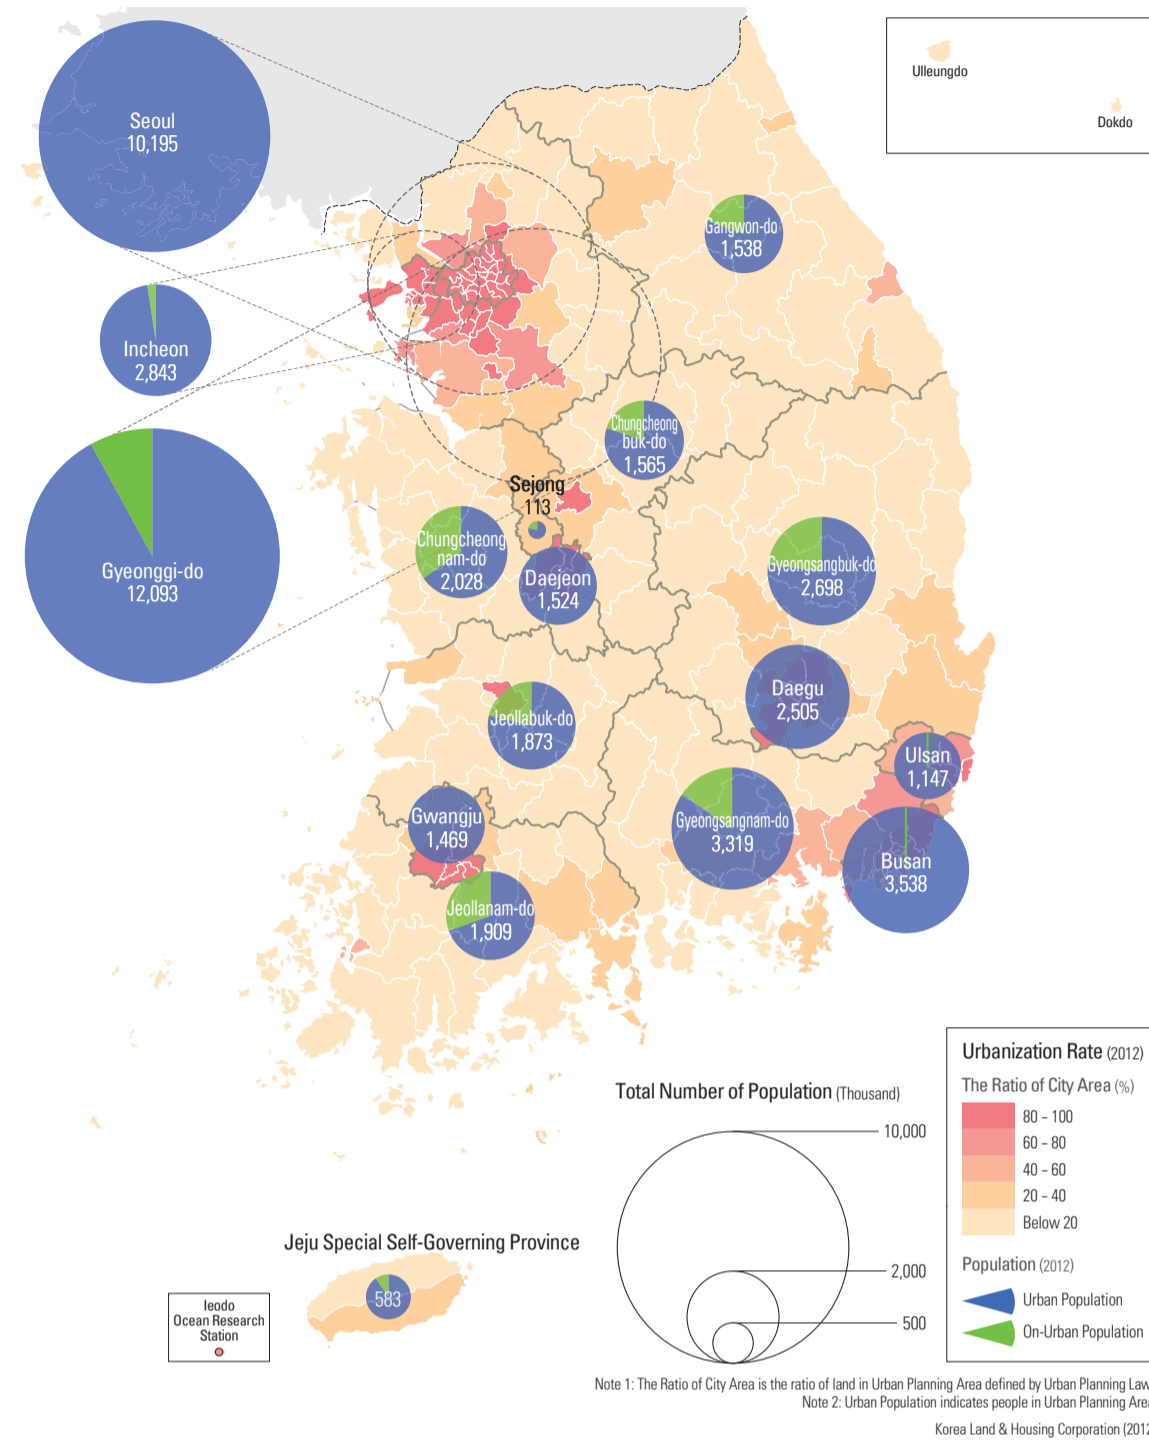 Seoul
10,195
Ulleungdo
Dokdo
Gangwon-do
1,538
Incheon
2,843
Chungcheong
buk-do
1,565
Sejong
113
Chungcheong
nam-do
2,028
Daejeon
1,524
Gyeonggi-do
12,093
Gyeongsangbuk-do
2,698
Daegu
2,505
Jeollabuk-do
1,873
Ulsan
1,147
Gwangju
1,469
Gyeongsangnam-do
3,319
Busan
3,538
Jeollanam-do
1,909
Total Number of Population (Thousand)
10,000
2,000
500
Urbanization Rate (2012)
The Ratio of City Area (%)
80 - 100
60 - 80
40 - 60
20 - 40
Below 20
Population (2012)
Urban Population
On-Urban Population
Jeju Special Self-Governing Province
583
Ieodo
Ocean Research
Station
Note 1: The Ratio of City Area is the ratio of land in Urban Planning Area defined by Urban Planning Law
Note 2: Urban Population indicates people in Urban Planning Area
Korea Land & Housing Corporation (2012